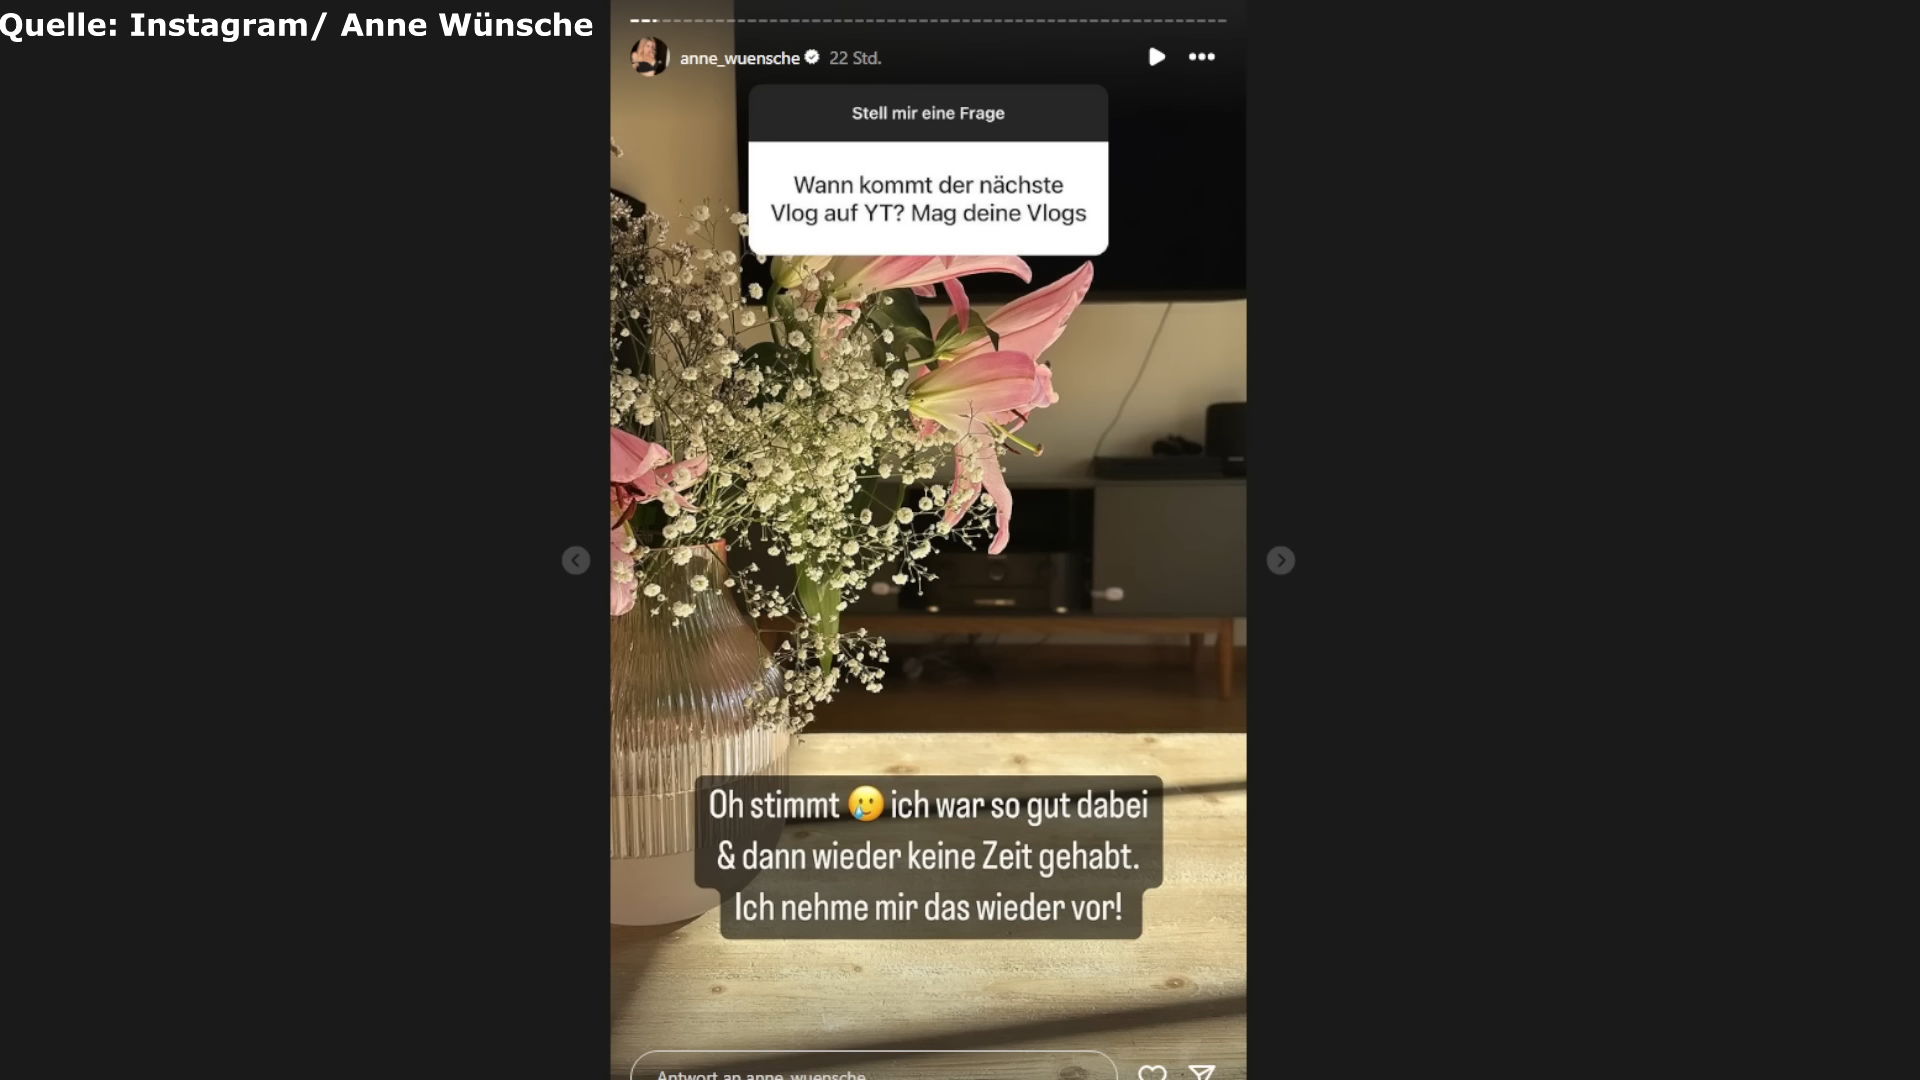 Quelle: Instagram/ Anne Wünsche
anne_wuensche 22 Std.
Stell mir eine Frage
Wann kommt der nächste
Vlog auf YT? Mag deine Vlogs
Oh stimmt 🥲 ich war so gut dabei
& dann wieder keine Zeit gehabt.
Ich nehme mir das wieder vor!
Antwort an anne_wuensche